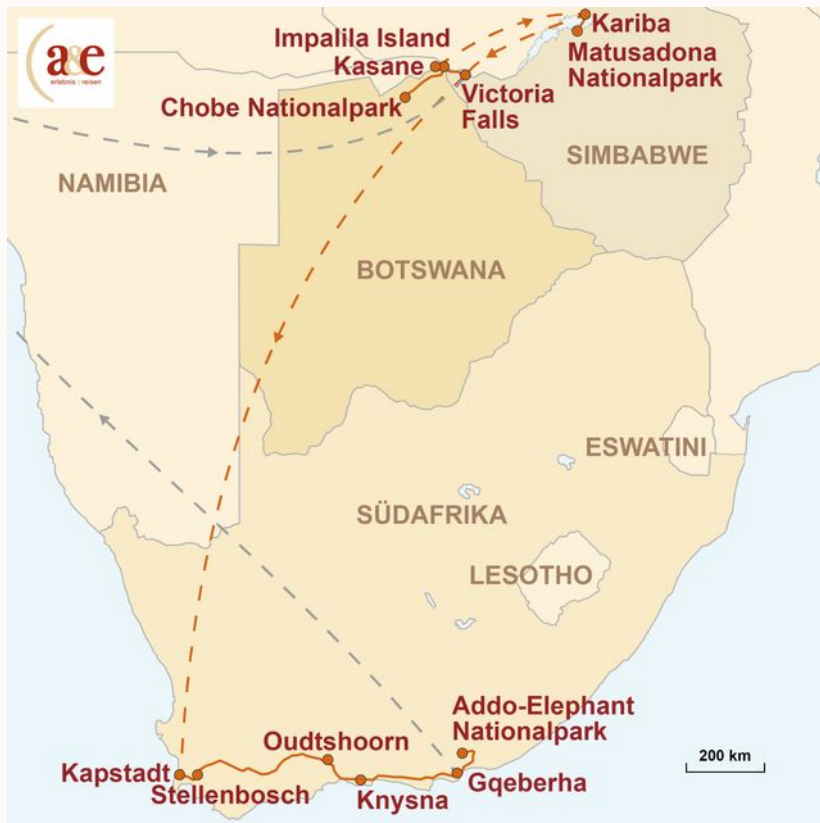 a&e
erlebnis : reisen
Impalila Island
Kasane
Chobe Nationalpark
Kariba
Matusadona
Nationalpark
Victoria
Falls
SIMBABWE
NAMIBIA
BOTSWANA
ESWATINI
SÜDAFRIKA
LESOTHO
Addo-Elephant
Nationalpark
Oudtshoorn
200 km
Kapstadt
Stellenbosch
Knysna
Gqeberha